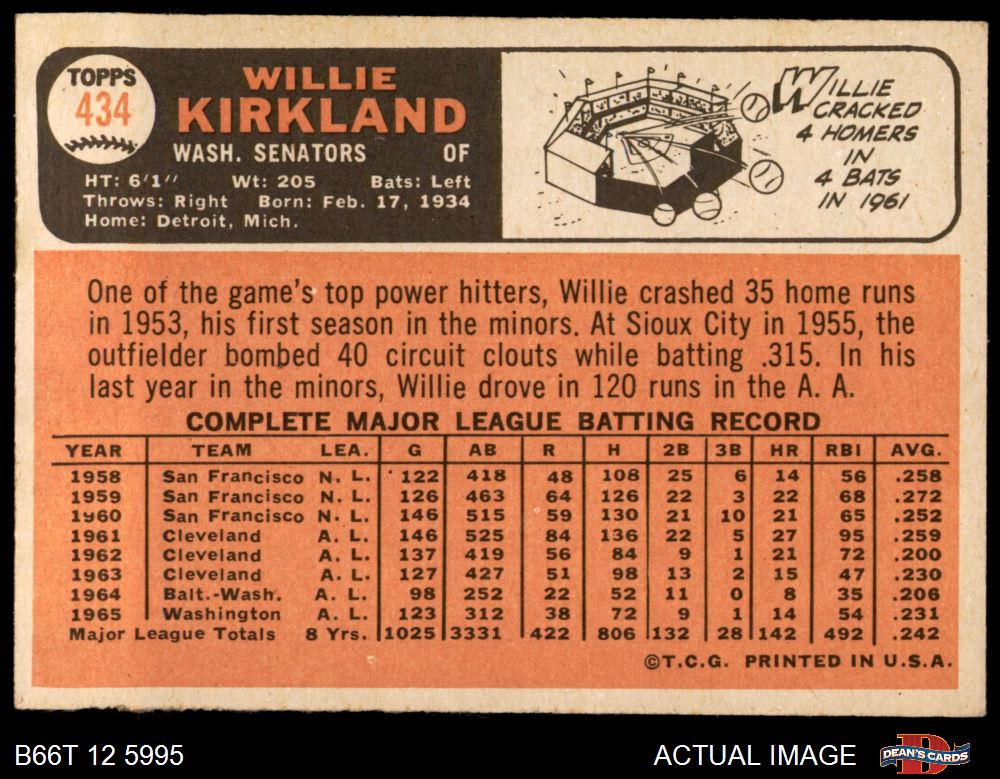 TOPPS
434
WILLIE
KIRKLAND
WASH. SENATORS OF
HT: 6'1" Wt: 205 Bats: Left
Throws: Right Born: Feb. 17, 1934
Home: Detroit, Mich.
WILLIE
CRACKED
4 HOMERS
IN
4 BATS
IN 1961
One of the game's top power hitters, Willie crashed 35 home runs
in 1953, his first season in the minors. At Sioux City in 1955, the
outfielder bombed 40 circuit clouts while batting .315. In his
last year in the minors, Willie drove in 120 runs in the A. A.
COMPLETE MAJOR LEAGUE BATTING RECORD
YEAR TEAM LEA. G AB R H 2B 3B HR RBI AVG.
1958 San Francisco N. L. 122 418 48 108 25 6 14 56 .258
1959 San Francisco N. L. 126 463 64 126 22 3 22 68 .272
1960 San Francisco N. L. 146 515 59 130 21 10 21 65 .252
1961 Cleveland A. L. 146 525 84 136 22 5 27 95 .259
1962 Cleveland A. L. 137 419 56 84 9 1 21 72 .200
1963 Cleveland A. L. 127 427 51 98 13 2 15 47 .230
1964 Balt.-Wash. A. L. 98 252 22 52 11 0 8 35 .206
1965 Washington A. L. 123 312 38 72 9 1 14 54 .231
Major League Totals 8 Yrs. 1025 3331 422 806 132 28 142 492 .242
©T.C.G. PRINTED IN U.S.A.
B66T 12 5995 ACTUAL IMAGE DEAN'S CARDS